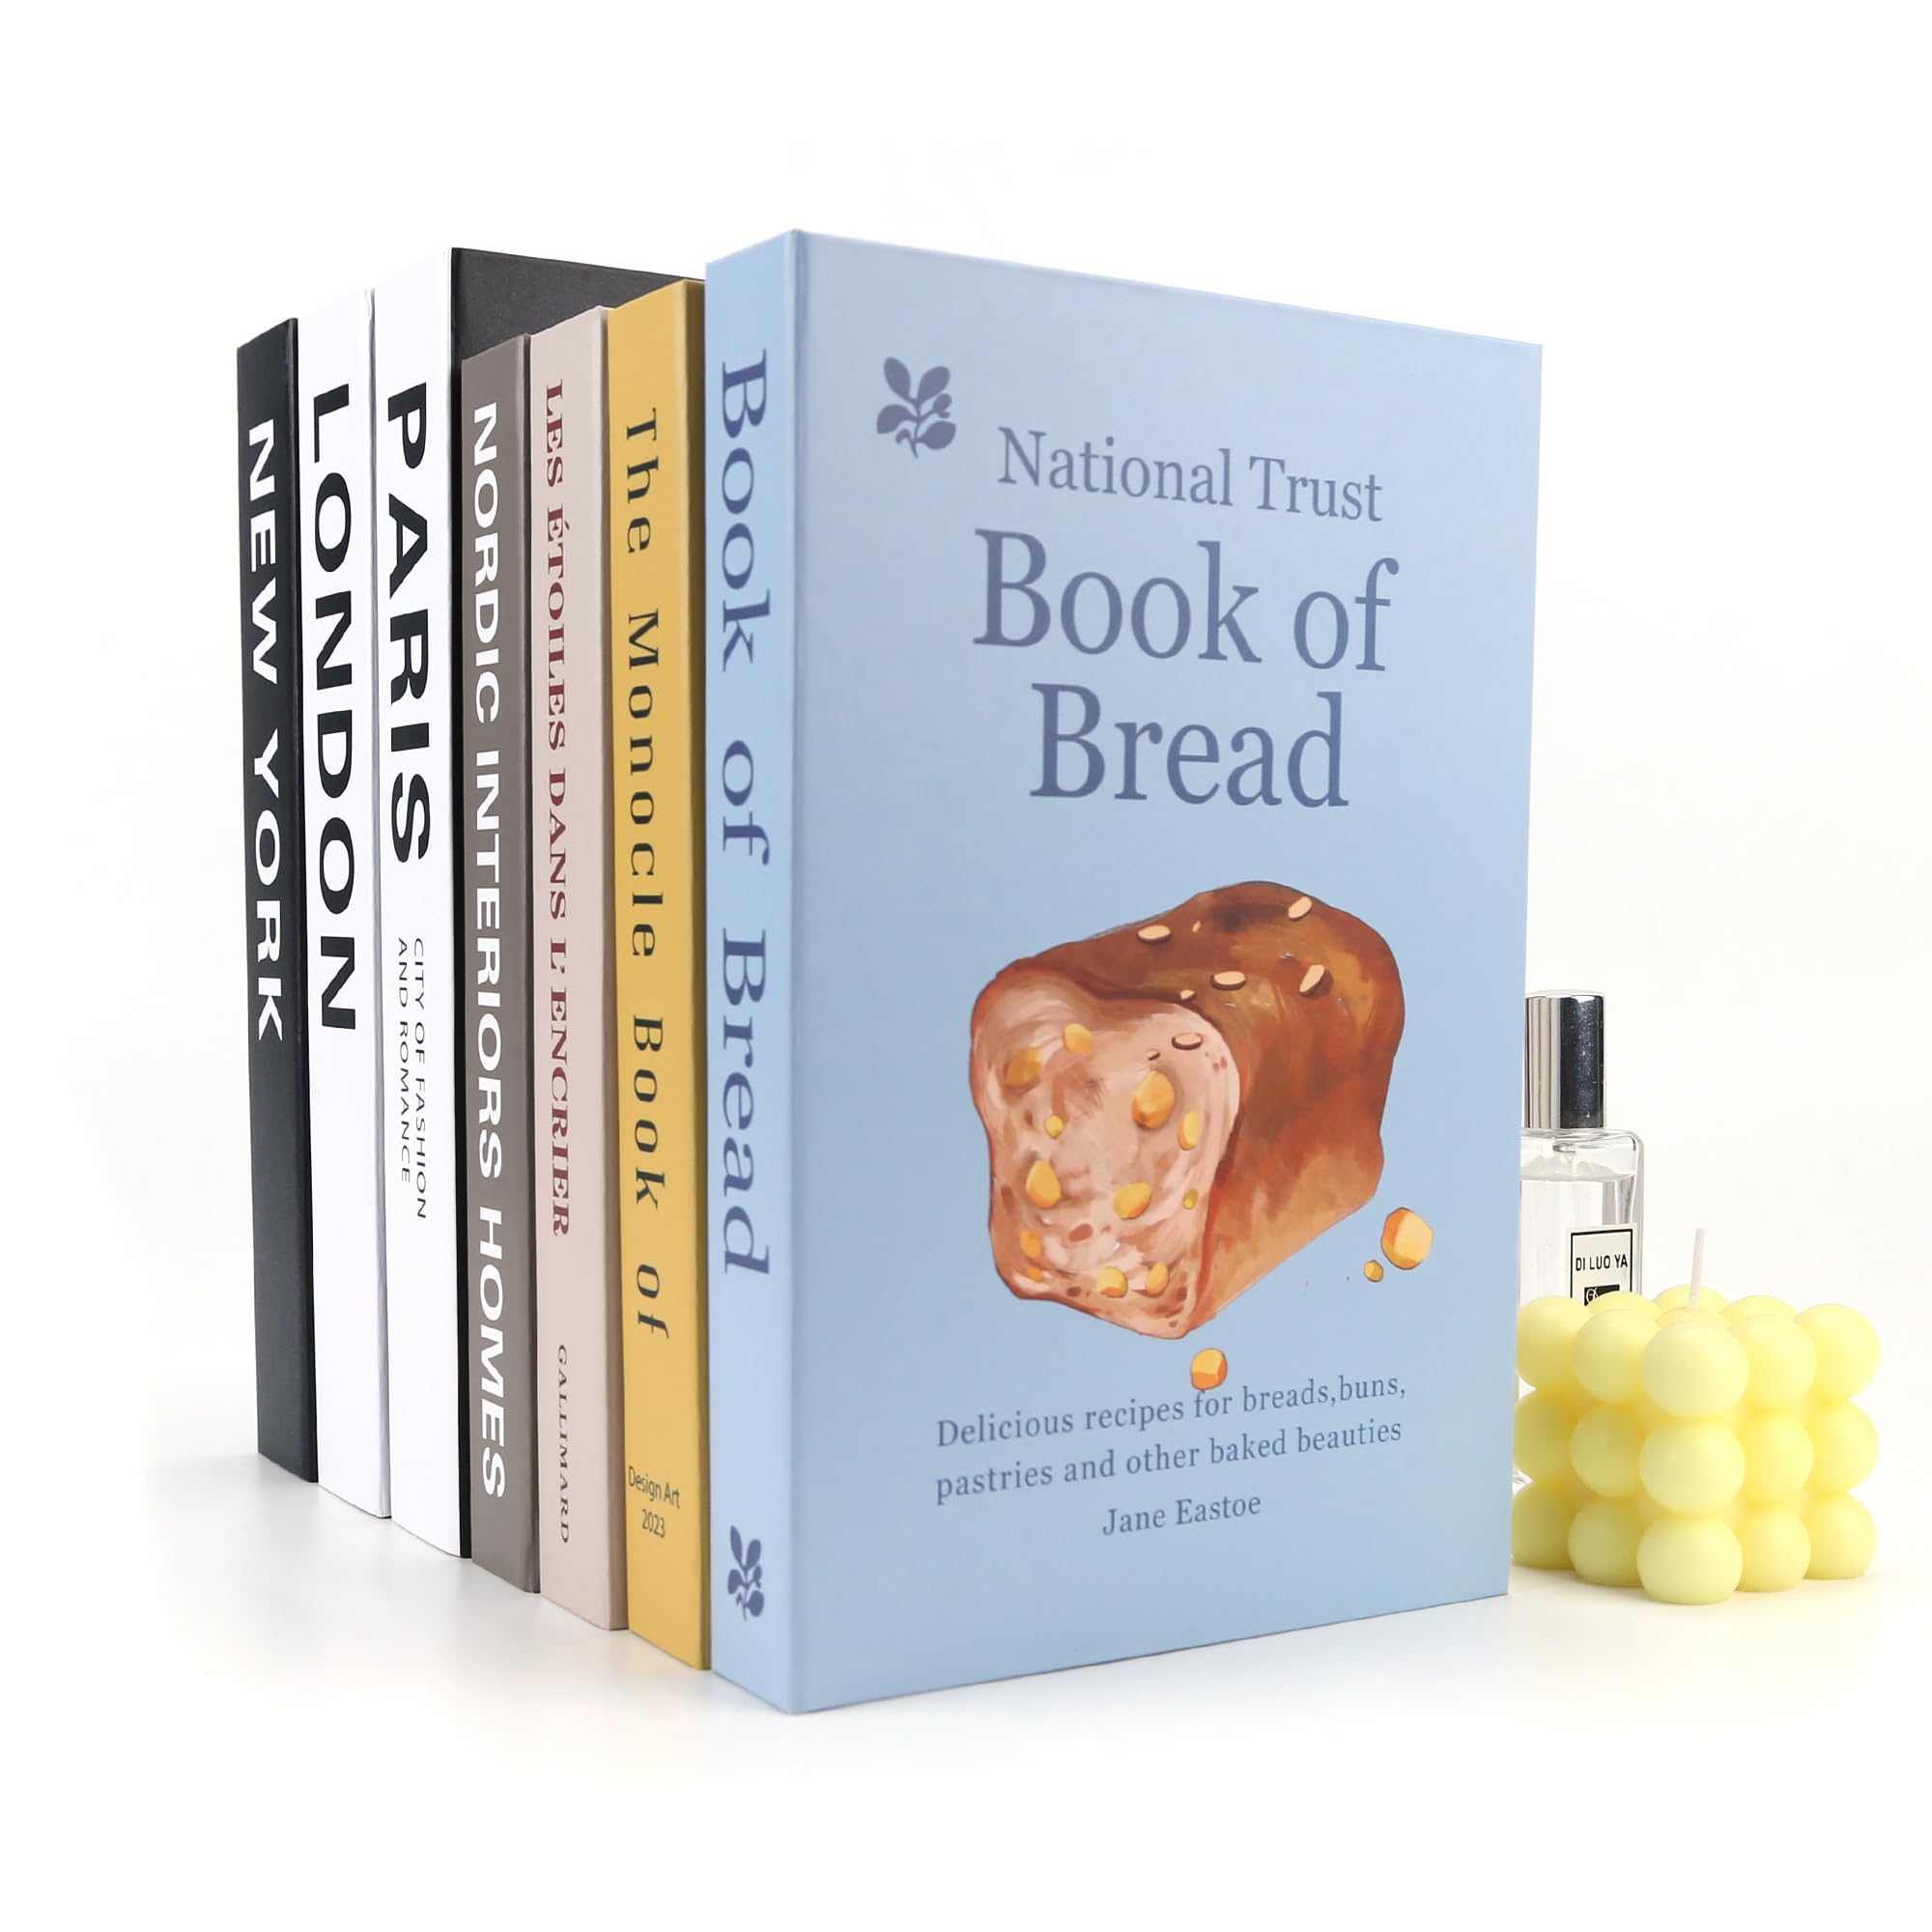 NEW YORK
LONDON
PARIS
CITY OF FASHION
AND ROMANCE
NORDIC INTERIORS HOMES
LES ÉTOILES DANS L' ENCRIER
GALLIMARD
The Monocle Book of
Design Art
2023
Book of Bread
National Trust
Book of
Bread
Delicious recipes for breads,buns,
pastries and other baked beauties
Jane Eastoe
DI LUO YA